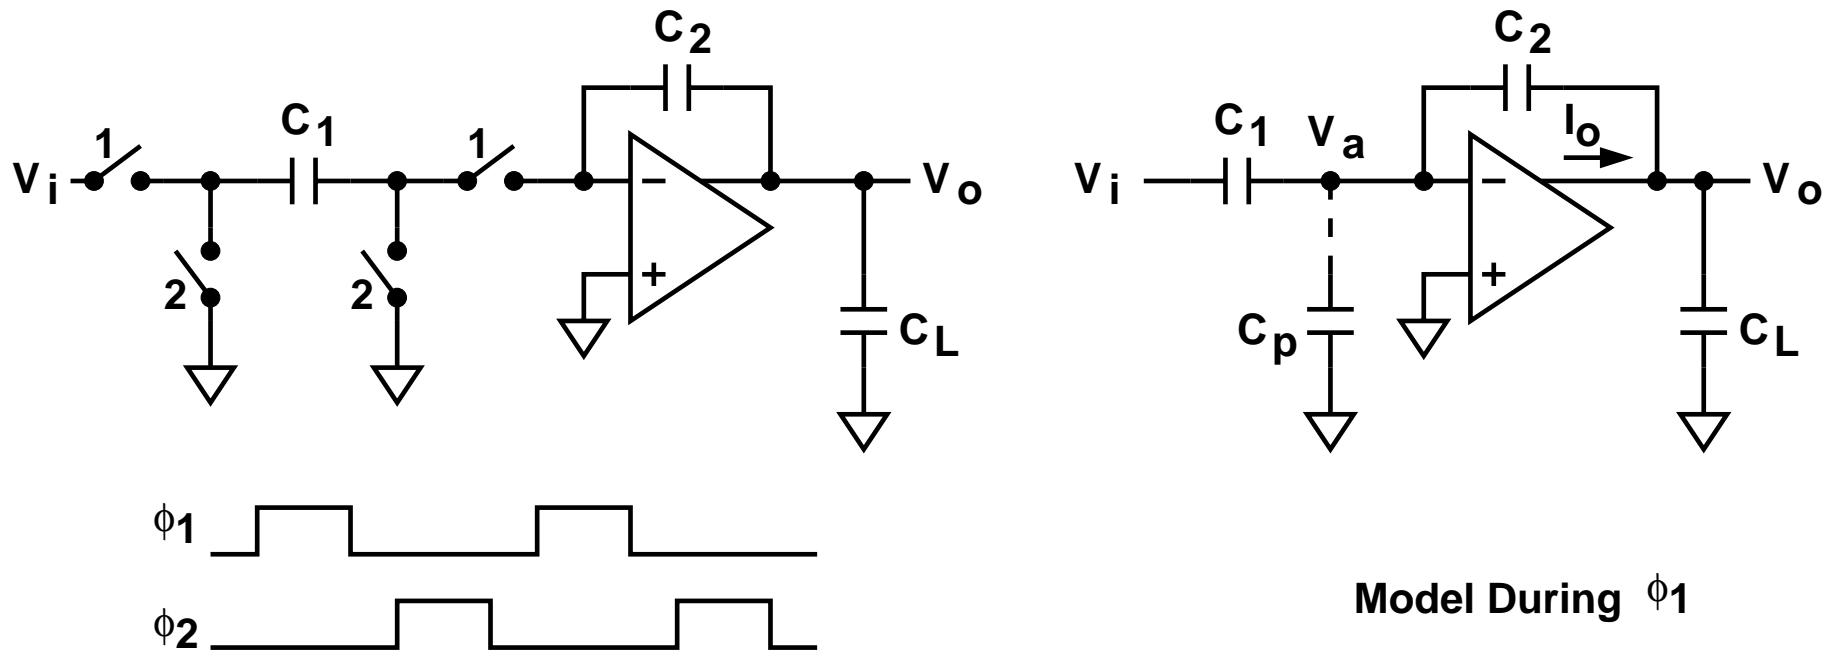 C2
C1
1
1
Vi
−
+
2
2
Vo
CL
C2
C1
Va
Io
Vi
−
+
Cp
Vo
CL
ϕ1
ϕ2
Model During ϕ1